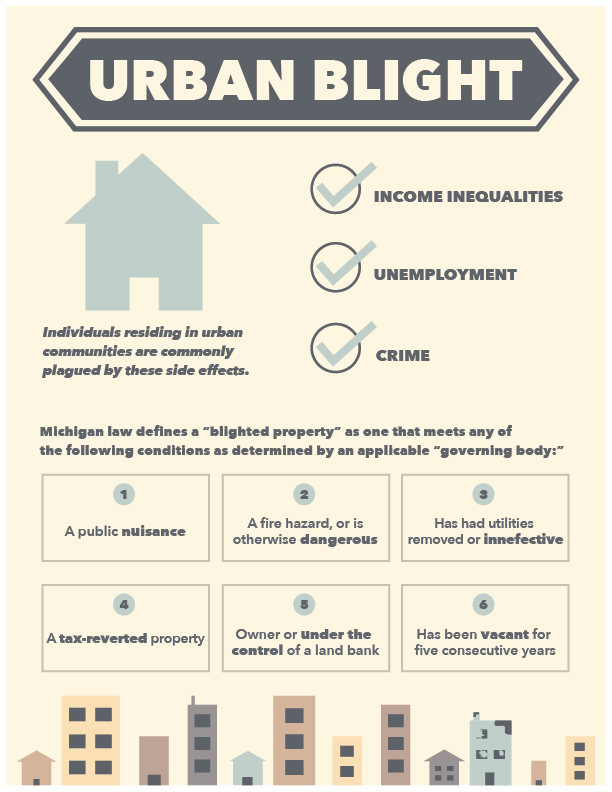 URBAN BLIGHT
INCOME INEQUALITIES
UNEMPLOYMENT
CRIME
Individuals residing in urban
communities are commonly
plagued by these side effects.
Michigan law defines a “blighted property” as one that meets any of
the following conditions as determined by an applicable “governing body:”
1
A public nuisance
2
A fire hazard, or is
otherwise dangerous
3
Has had utilities
removed or innefective
4
A tax-reverted property
5
Owner or under the
control of a land bank
6
Has been vacant for
five consecutive years